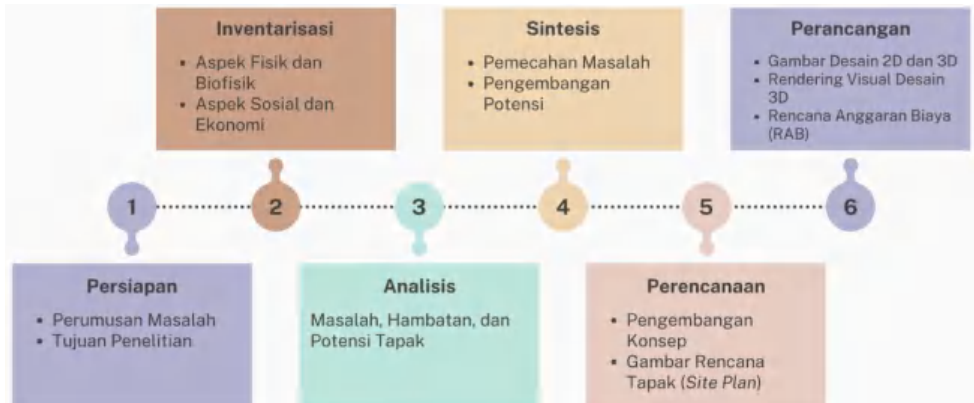 Inventarisasi
• Aspek Fisik dan
Biofisik
• Aspek Sosial dan
Ekonomi
Sintesis
• Pemecahan Masalah
• Pengembangan
Potensi
Perancangan
• Gambar Desain 2D dan 3D
• Rendering Visual Desain
3D
• Rencana Anggaran Biaya
(RAB)
1
2
3
4
5
6
Persiapan
• Perumusan Masalah
• Tujuan Penelitian
Analisis
Masalah, Hambatan, dan
Potensi Tapak
Perencanaan
• Pengembangan
Konsep
• Gambar Rencana
Tapak (Site Plan)